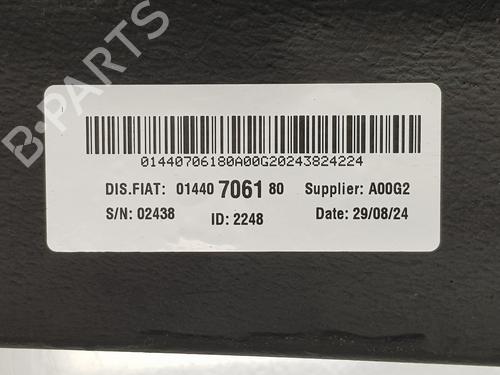 B-PARTS
01440706180A00G20243824224
DIS.FIAT: 01440 7061 80 Supplier: A00G2
S/N: 02438 ID: 2248 Date: 29/08/24